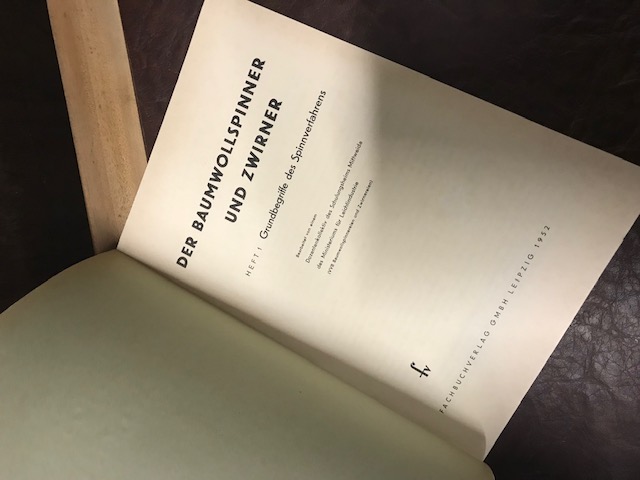 DER BAUMWOLLSPINNER
UND ZWIRNER
HEFT 1 Grundbegriffe des Spinnverfahrens
Bearbeitet von einem
Dozentenkollektiv des Schulungsheims Mittweida
des Ministeriums für Leichtindustrie
(VVB Baumwollspinnereien und Zwirnereien)
fv
FACHBUCHVERLAG GMBH LEIPZIG · 1952